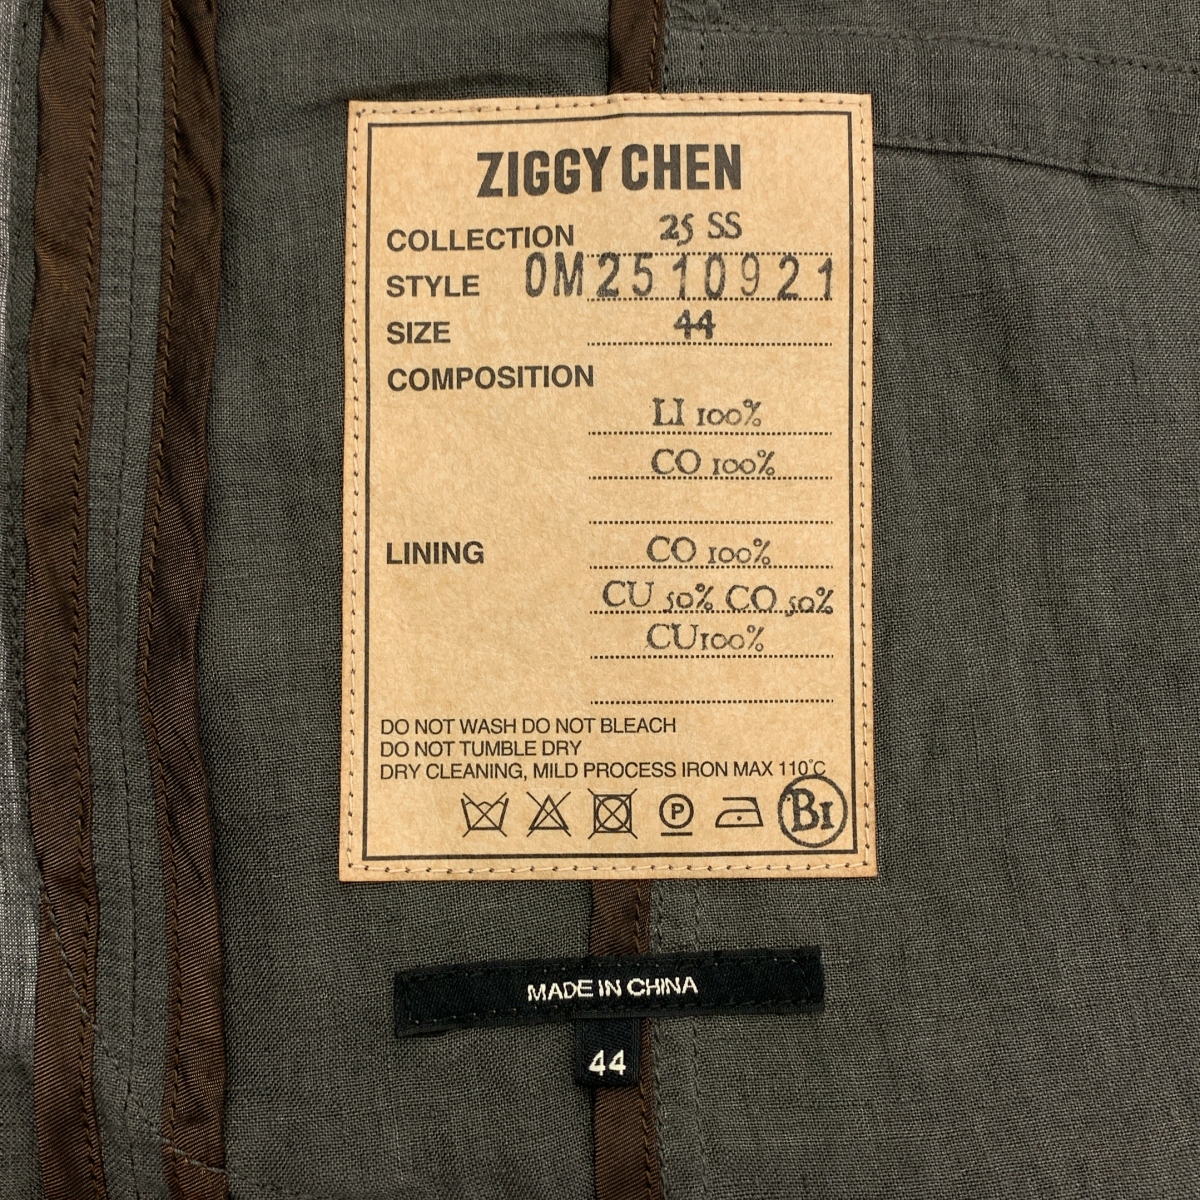 ZIGGY CHEN
COLLECTION 25 SS
STYLE 0M2510921
SIZE 44
COMPOSITION
LI 100%
CO 100%
LINING CO 100%
CU 50% CO 50%
CU100%
DO NOT WASH DO NOT BLEACH
DO NOT TUMBLE DRY
DRY CLEANING, MILD PROCESS IRON MAX 110°C
P
B1
MADE IN CHINA
44